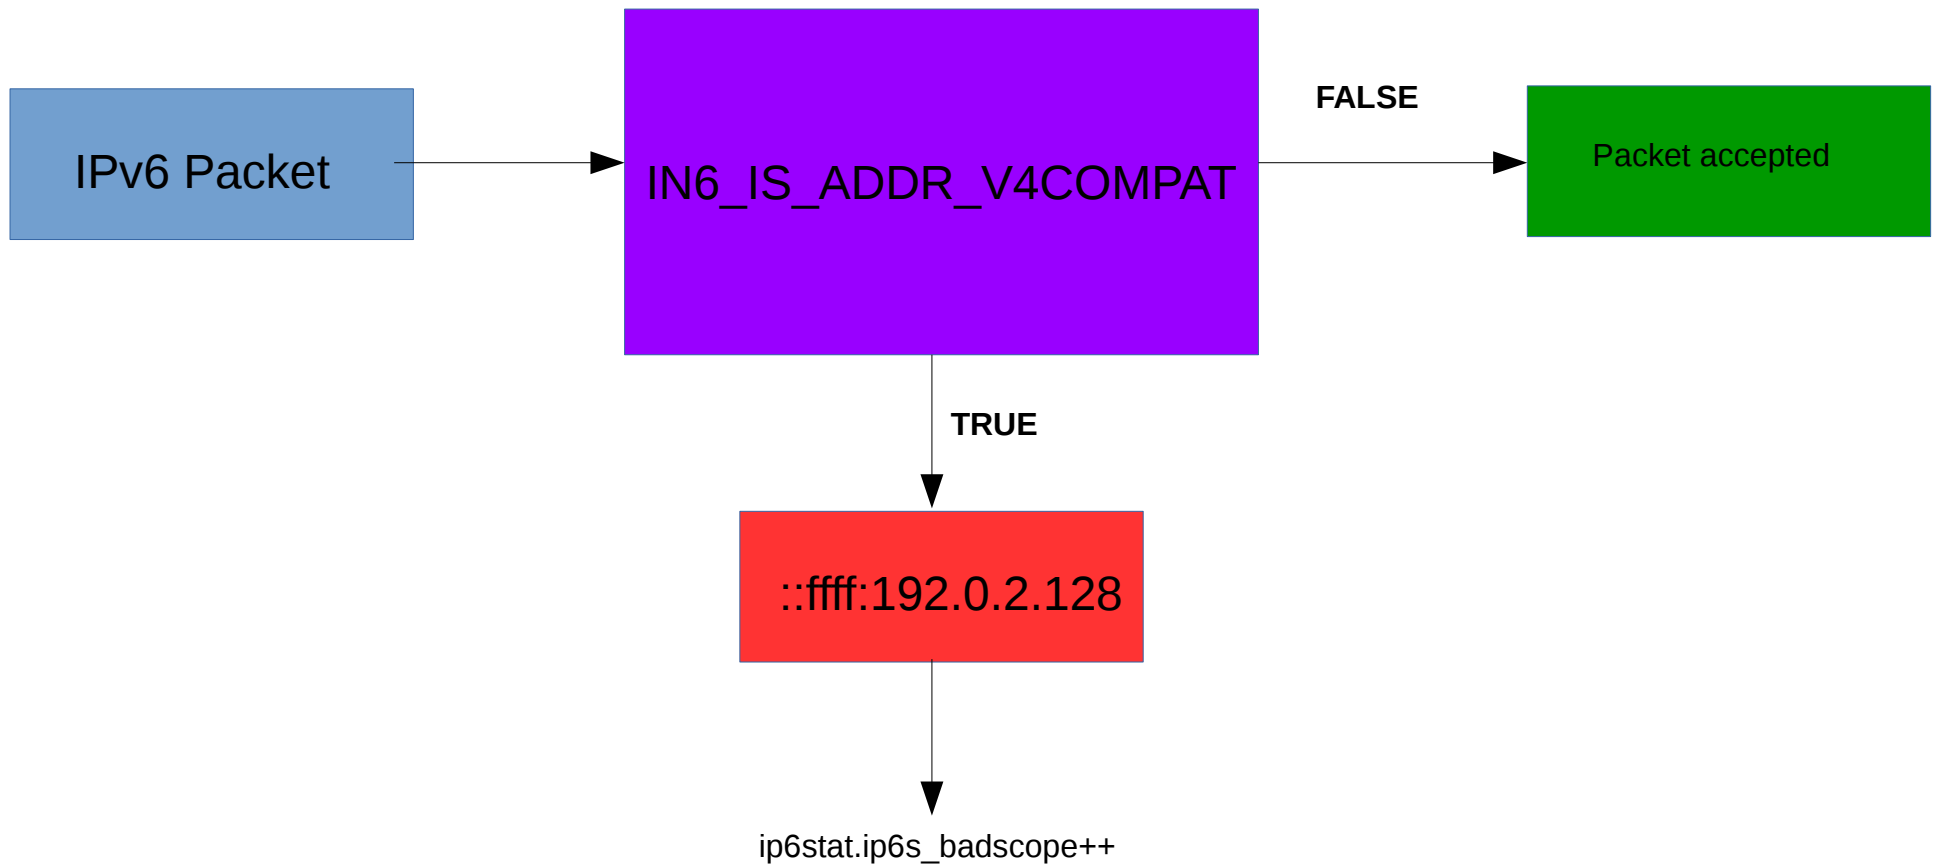 IPv6 Packet
IN6_IS_ADDR_V4COMPAT
FALSE
Packet accepted
TRUE
::ffff:192.0.2.128
ip6stat.ip6s_badscope++